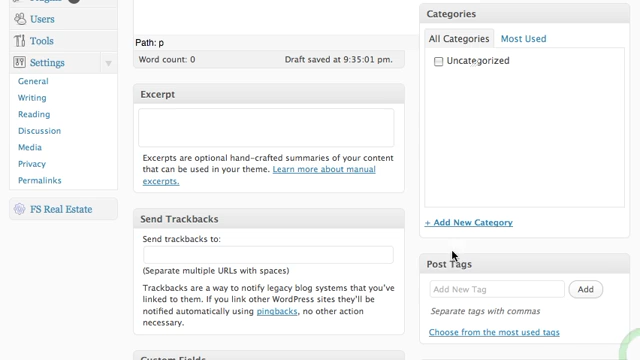 Users
Tools
Settings
General
Writing
Reading
Discussion
Media
Privacy
Permalinks
FS Real Estate
Path: p
Word count: 0 Draft saved at 9:35:01 pm.
Excerpt
Excerpts are optional hand-crafted summaries of your content
that can be used in your theme. Learn more about manual
excerpts.
Send Trackbacks
Send trackbacks to:
(Separate multiple URLs with spaces)
Trackbacks are a way to notify legacy blog systems that you've
linked to them. If you link other WordPress sites they'll be
notified automatically using pingbacks, no other action
necessary.
Custom Fields
Categories
All Categories Most Used
Uncategorized
+ Add New Category
Post Tags
Add New Tag Add
Separate tags with commas
Choose from the most used tags